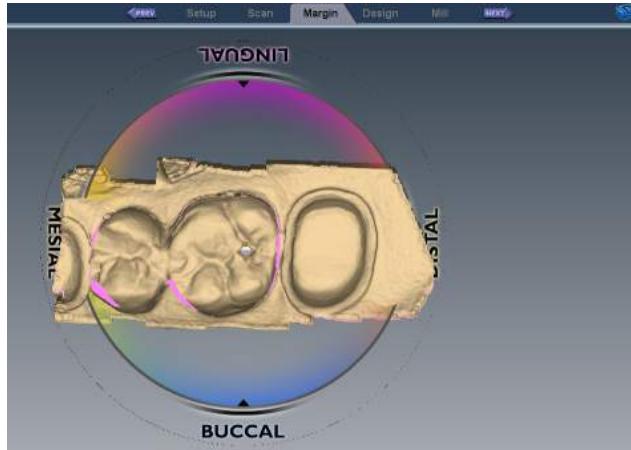 PREV Setup Scan Margin Design Mill NEXT
LINGUAL
MESIAL
DISTAL
BUCCAL